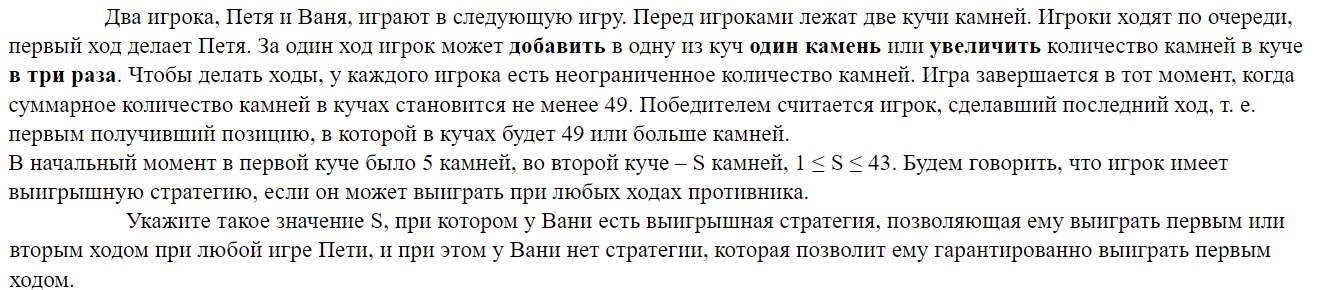 Два игрока, Петя и Ваня, играют в следующую игру. Перед игроками лежат две кучи камней. Игроки ходят по очереди,
первый ход делает Петя. За один ход игрок может добавить в одну из куч один камень или увеличить количество камней в куче
в три раза. Чтобы делать ходы, у каждого игрока есть неограниченное количество камней. Игра завершается в тот момент, когда
суммарное количество камней в кучах становится не менее 49. Победителем считается игрок, сделавший последний ход, т. е.
первым получивший позицию, в которой в кучах будет 49 или больше камней.
В начальный момент в первой куче было 5 камней, во второй куче – S камней, 1 ≤ S ≤ 43. Будем говорить, что игрок имеет
выигрышную стратегию, если он может выиграть при любых ходах противника.
Укажите такое значение S, при котором у Вани есть выигрышная стратегия, позволяющая ему выиграть первым или
вторым ходом при любой игре Пети, и при этом у Вани нет стратегии, которая позволит ему гарантированно выиграть первым
ходом.